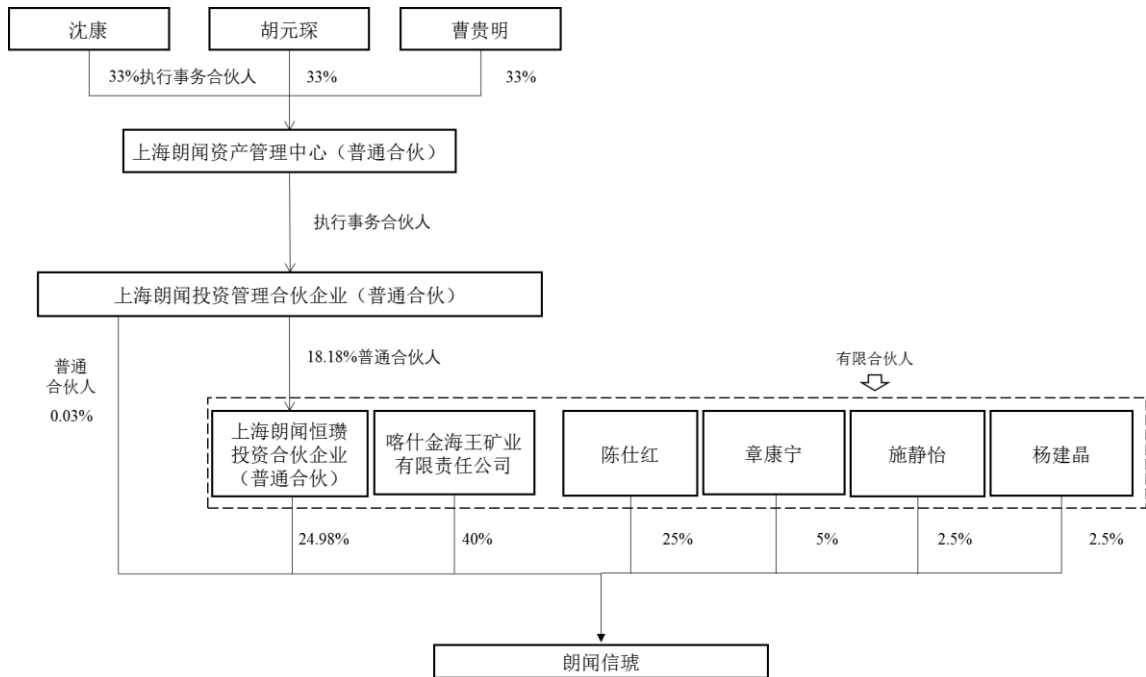 沈康
胡元琛
曹贵明
33%执行事务合伙人
33%
33%
上海朗闻资产管理中心（普通合伙）
执行事务合伙人
上海朗闻投资管理合伙企业（普通合伙）
普通
合伙人
0.03%
18.18%普通合伙人
有限合伙人
上海朗闻恒瓒
投资合伙企业
（普通合伙）
喀什金海王矿业
有限责任公司
陈仕红
章康宁
施静怡
杨建晶
24.98%
40%
25%
5%
2.5%
2.5%
朗闻信琥